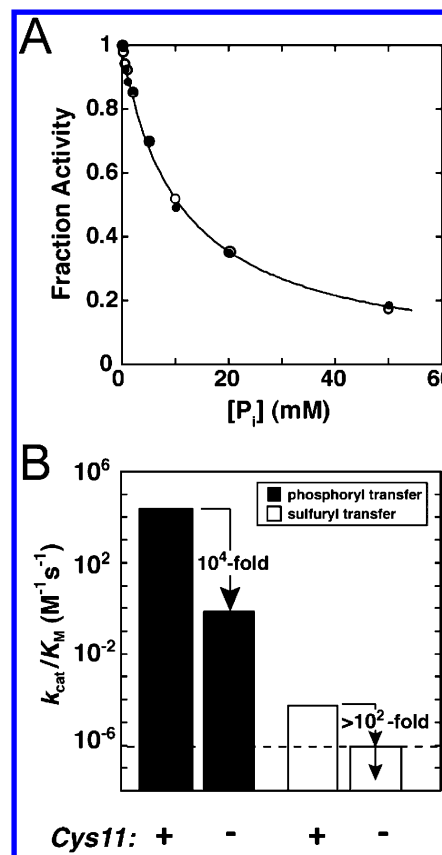 A
1
0.8
0.6
0.4
0.2
0
Fraction Activity
0 20 40 60
[Pi] (mM)
B
10^6
10^2
10^-2
10^-6
kcat/KM (M^-1 s^-1)
phosphoryl transfer
sulfuryl transfer
10^4-fold
>10^2-fold
Cys11: + - + -